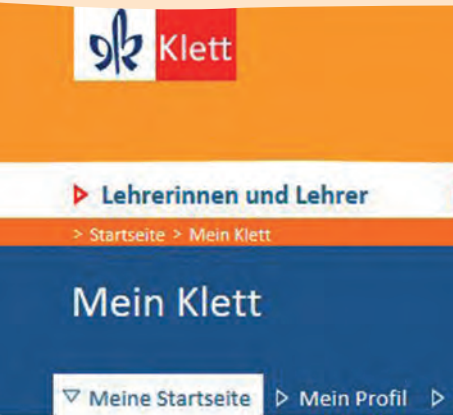 Klett
Lehrerinnen und Lehrer
> Startseite > Mein Klett
Mein Klett
Meine Startseite
Mein Profil